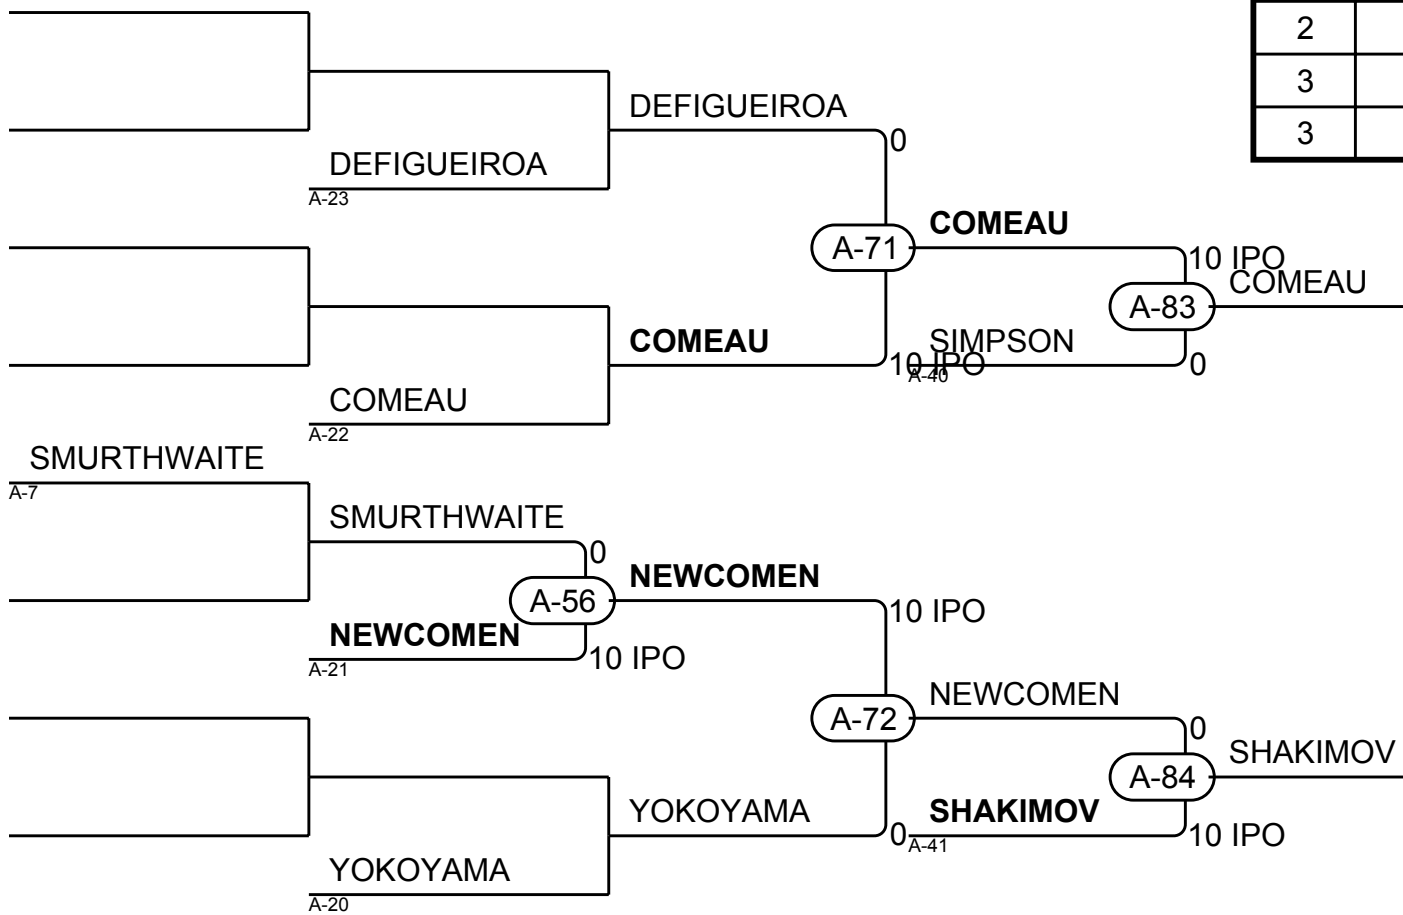 2
3
3
DEFIGUEIROA
0
DEFIGUEIROA
A-23
COMEAU
A-71
10 IPO
COMEAU
A-83
COMEAU
SIMPSON
10 IPO
A-40
0
COMEAU
A-22
SMURTHWAITE
A-7
SMURTHWAITE
0
NEWCOMEN
A-56
10 IPO
NEWCOMEN
10 IPO
A-21
NEWCOMEN
A-72
0
SHAKIMOV
A-84
YOKOYAMA
0
SHAKIMOV
A-41
10 IPO
YOKOYAMA
A-20